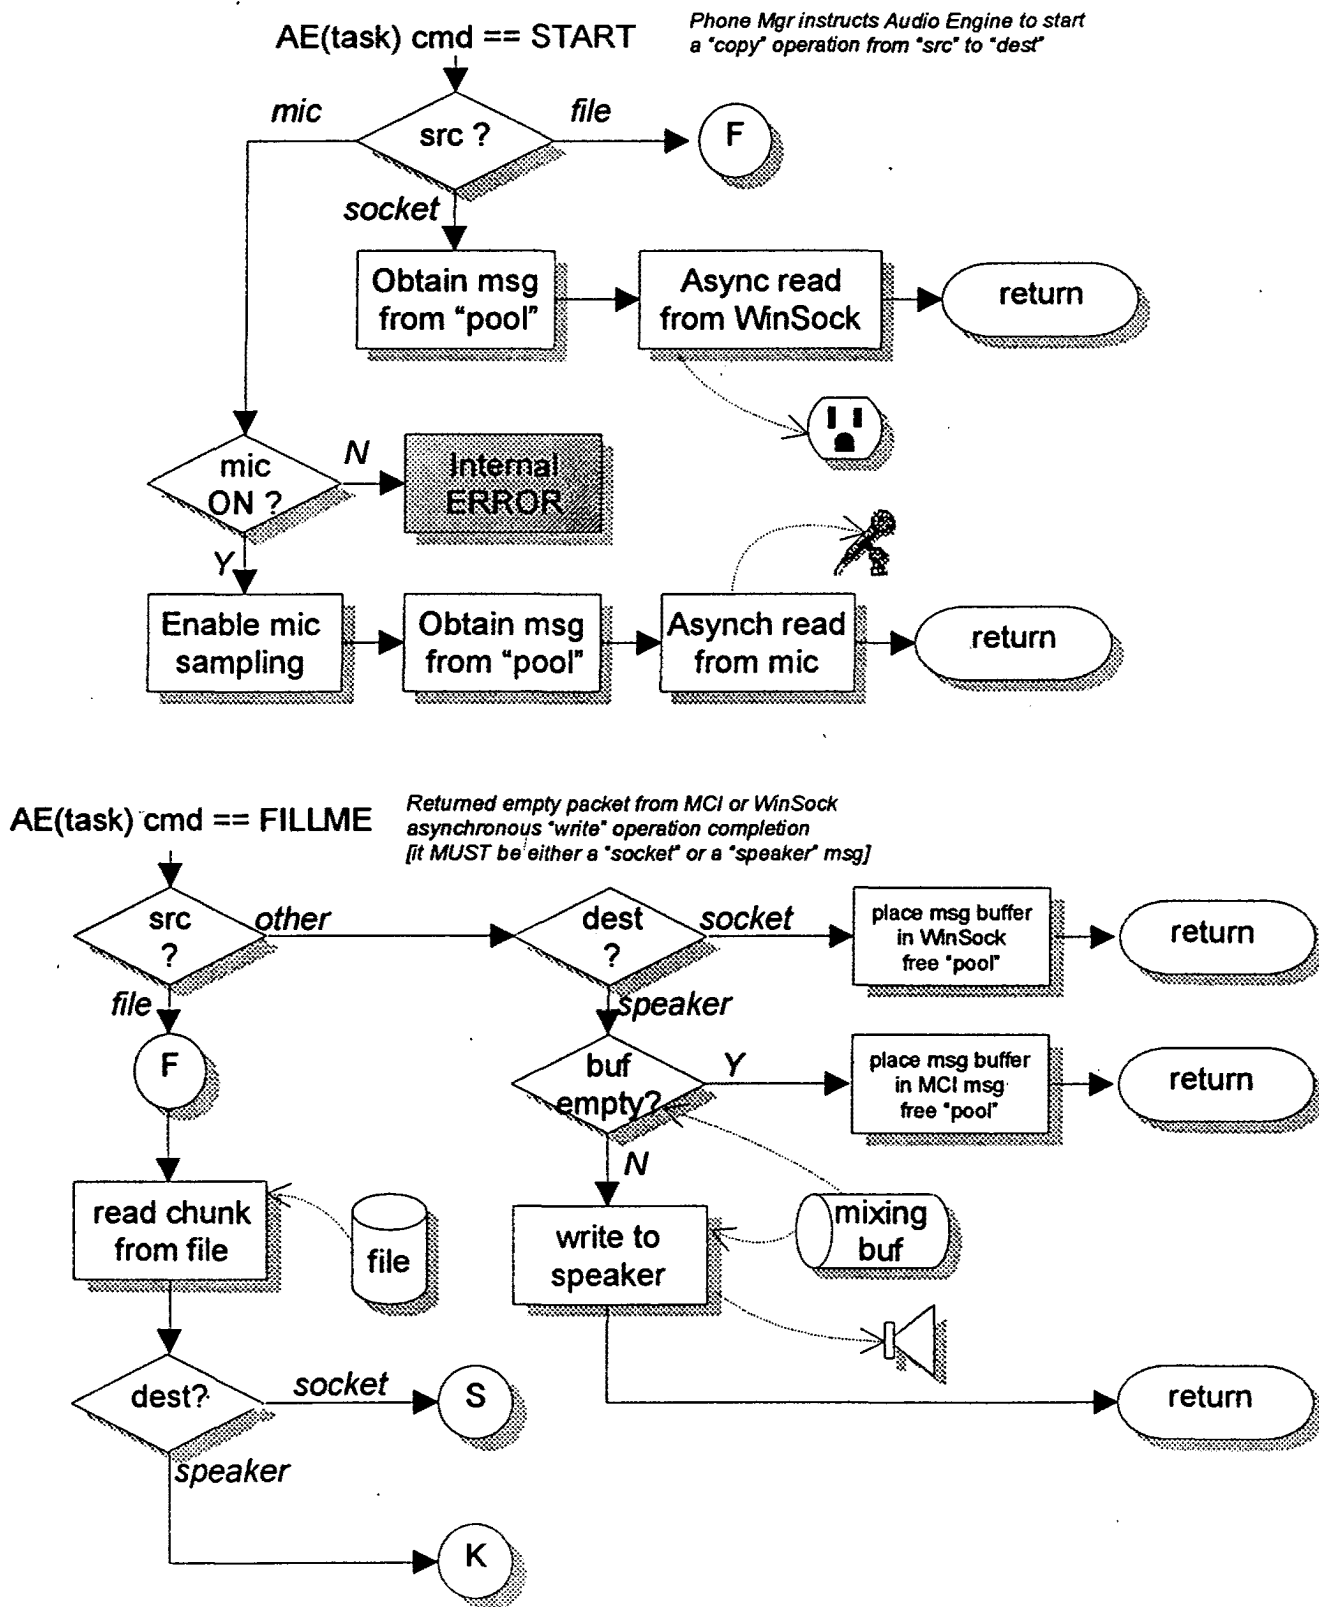 AE(task) cmd == START
Phone Mgr instructs Audio Engine to start
a "copy" operation from "src" to "dest"
mic
src ?
file
F
socket
Obtain msg
from "pool"
Async read
from WinSock
return
mic
ON ?
N
Internal
ERROR
Y
Enable mic
sampling
Obtain msg
from "pool"
Asynch read
from mic
return
AE(task) cmd == FILLME
Returned empty packet from MCI or WinSock
asynchronous "write" operation completion
[it MUST be either a "socket" or a "speaker" msg]
src
?
other
dest
?
socket
place msg buffer
in WinSock
free "pool"
return
file
speaker
F
buf
empty?
Y
place msg buffer
in MCI msg
free "pool"
return
N
read chunk
from file
file
write to
speaker
mixing
buf
dest?
socket
S
return
speaker
K